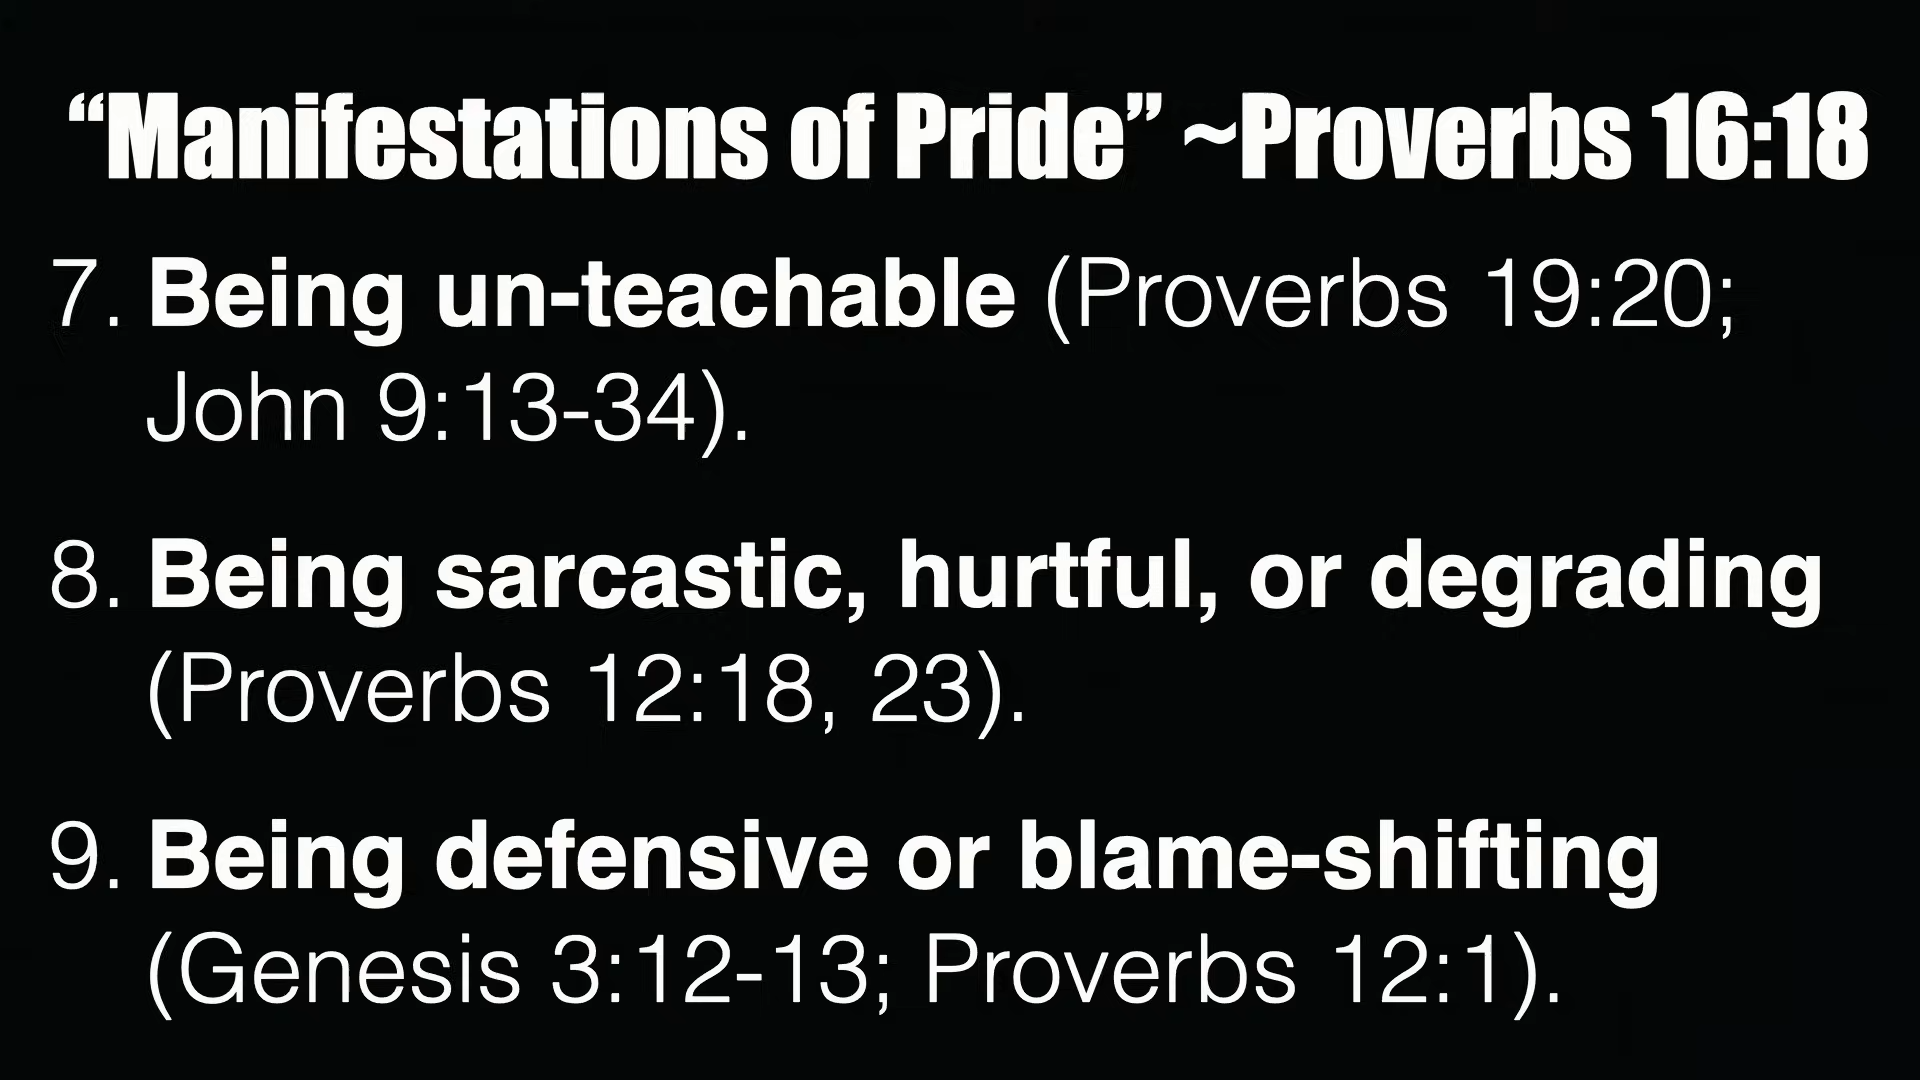 “Manifestations of Pride” ~Proverbs 16:18
7. Being un-teachable (Proverbs 19:20;
John 9:13-34).
8. Being sarcastic, hurtful, or degrading
(Proverbs 12:18, 23).
9. Being defensive or blame-shifting
(Genesis 3:12-13; Proverbs 12:1).